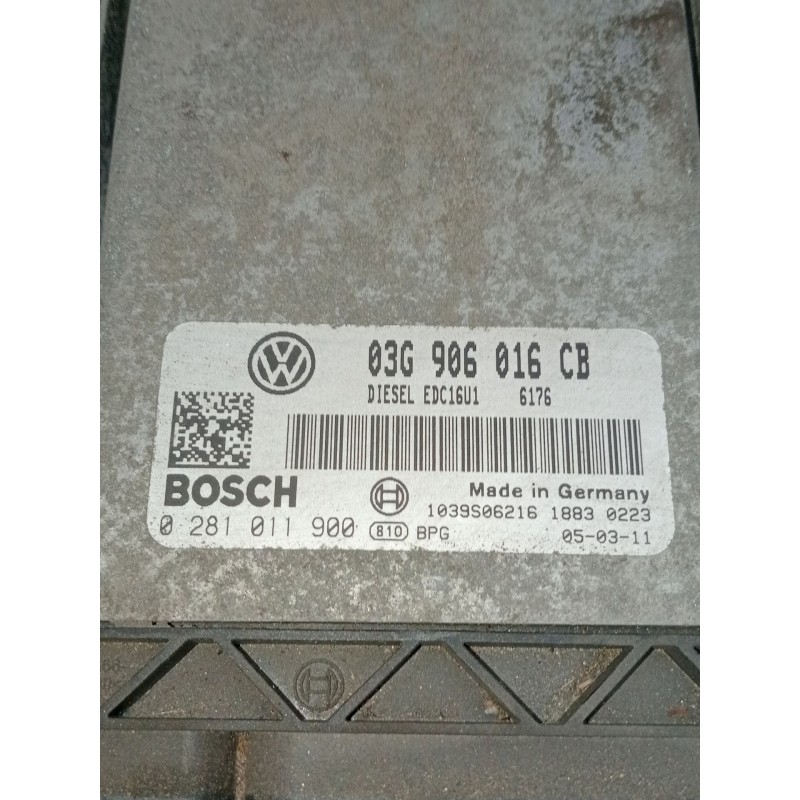 03G 906 016 CB
DIESEL EDC16U1 6176
BOSCH
Made in Germany
1039S06216 1883 0223
0 281 011 900 810 BPG 05-03-11